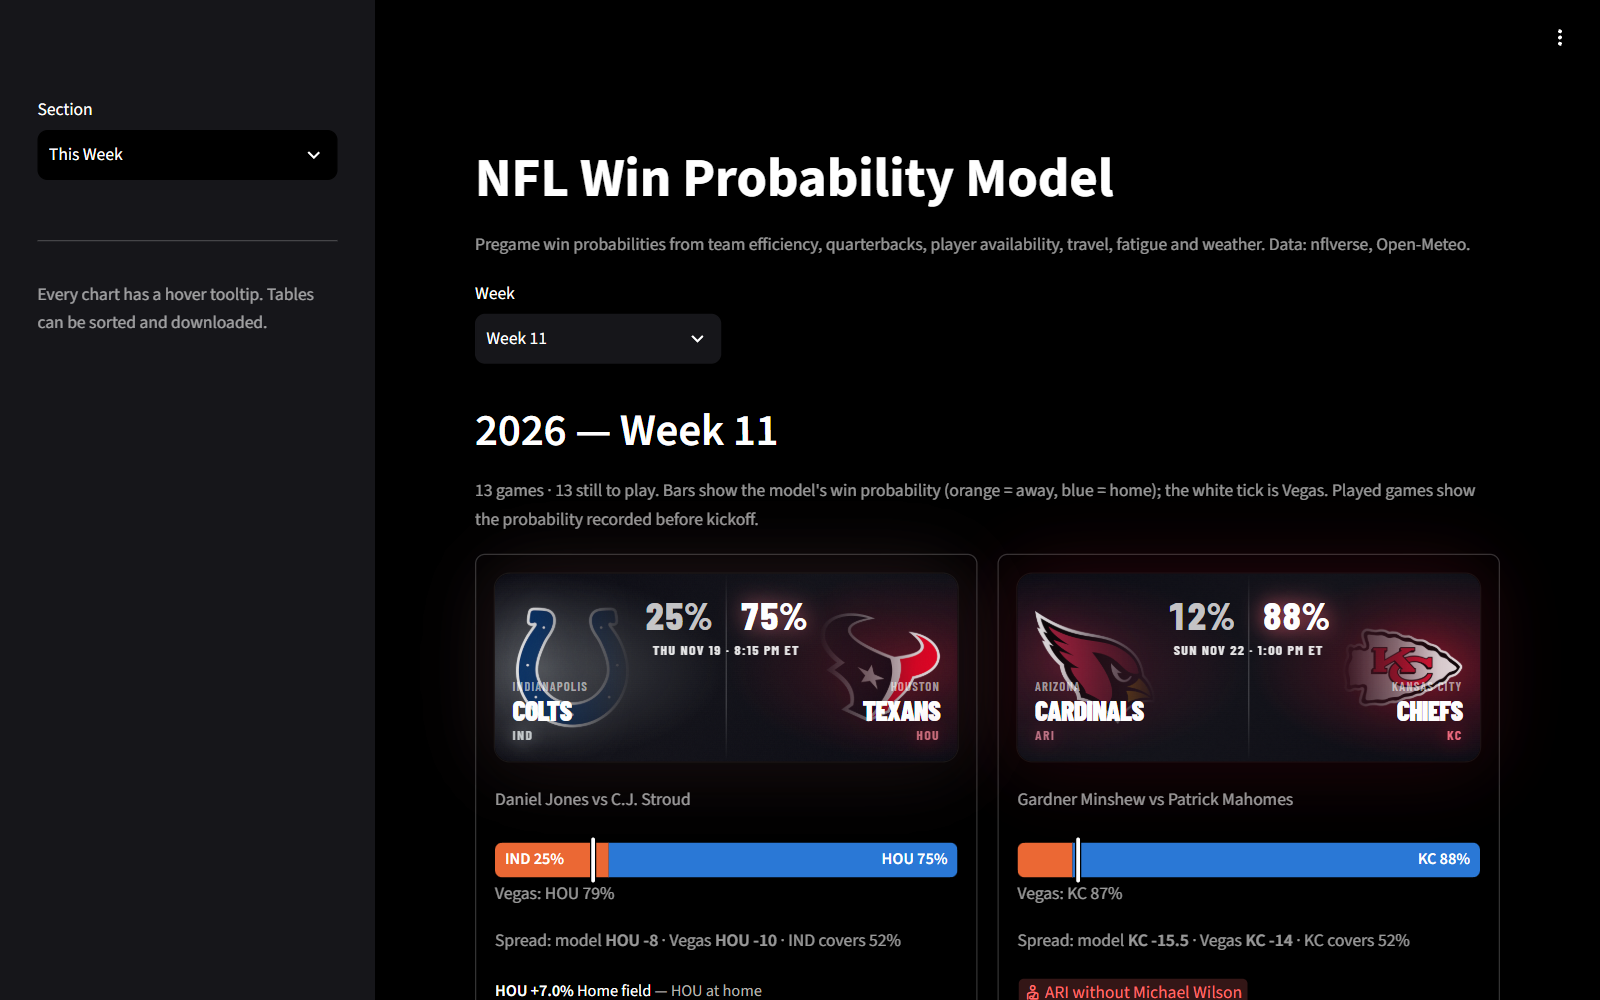 Section
This Week
Every chart has a hover tooltip. Tables
can be sorted and downloaded.
NFL Win Probability Model
Pregame win probabilities from team efficiency, quarterbacks, player availability, travel, fatigue and weather. Data: nflverse, Open-Meteo.
Week
Week 11
2026 — Week 11
13 games · 13 still to play. Bars show the model's win probability (orange = away, blue = home); the white tick is Vegas. Played games show
the probability recorded before kickoff.
25% 75%
THU NOV 19 · 8:15 PM ET
INDIANAPOLIS HOUSTON
COLTS TEXANS
IND HOU
Daniel Jones vs C.J. Stroud
IND 25% HOU 75%
Vegas: HOU 79%
Spread: model HOU -8 · Vegas HOU -10 · IND covers 52%
HOU +7.0% Home field — HOU at home
12% 88%
SUN NOV 22 · 1:00 PM ET
ARIZONA KANSAS CITY
CARDINALS CHIEFS
ARI KC
KC
Gardner Minshew vs Patrick Mahomes
KC 88%
Vegas: KC 87%
Spread: model KC -15.5 · Vegas KC -14 · KC covers 52%
ARI without Michael Wilson